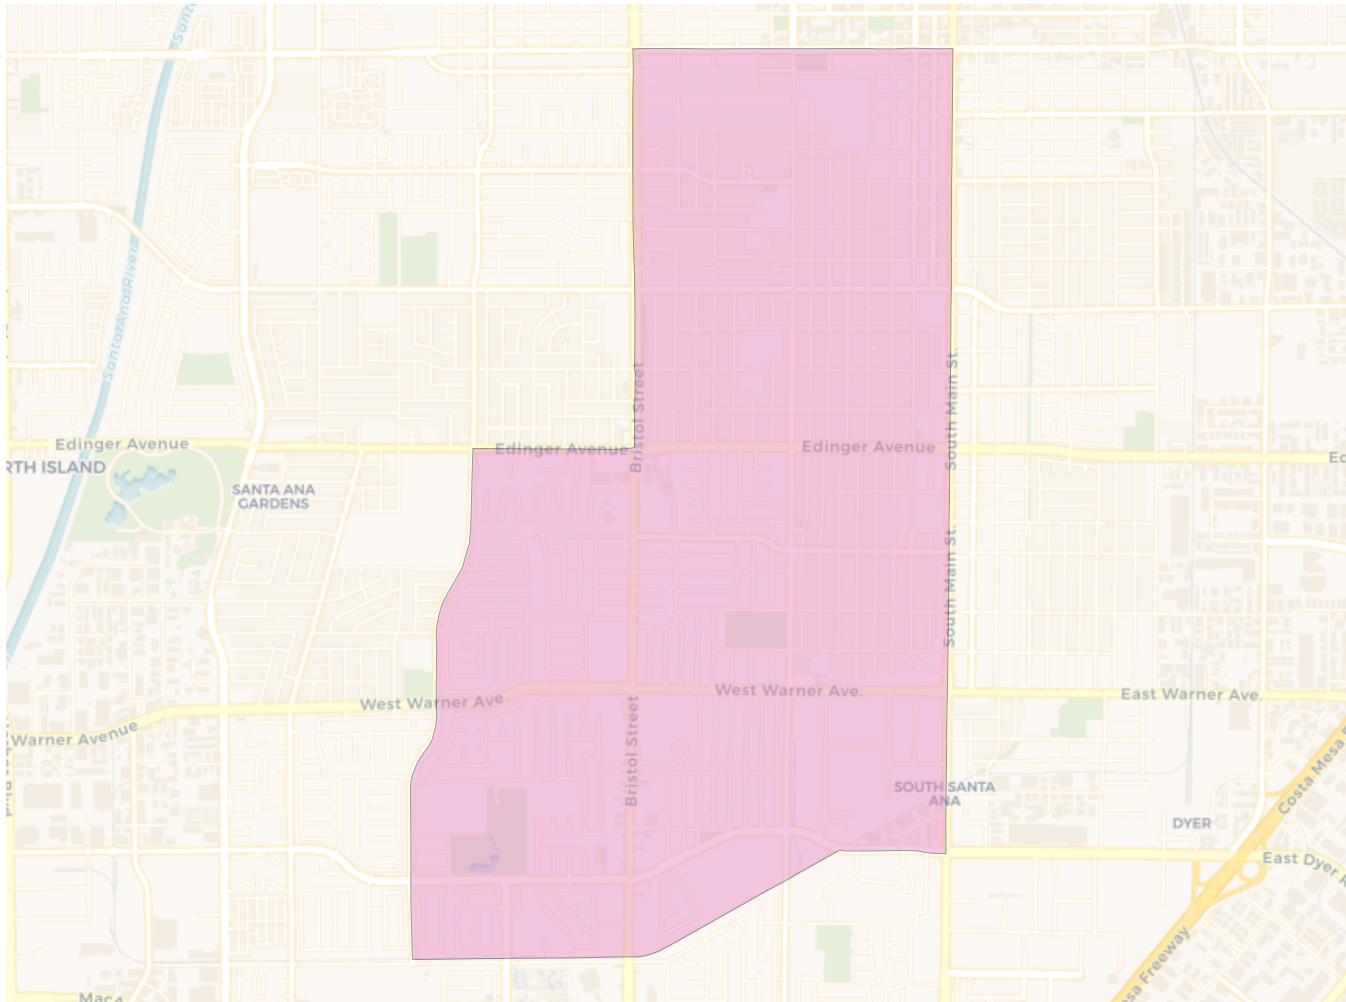 Santa
Santa Ana River
Bristol Street
South Main St.
Edinger Avenue
Edinger Avenue
Edinger Avenue
RTH ISLAND
SANTA ANA
GARDENS
South Main St.
West Warner Ave.
West Warner Ave.
East Warner Ave.
Warner Avenue
Bristol Street
SOUTH SANTA
ANA
DYER
Costa Mesa
East Dyer
sa Freeway